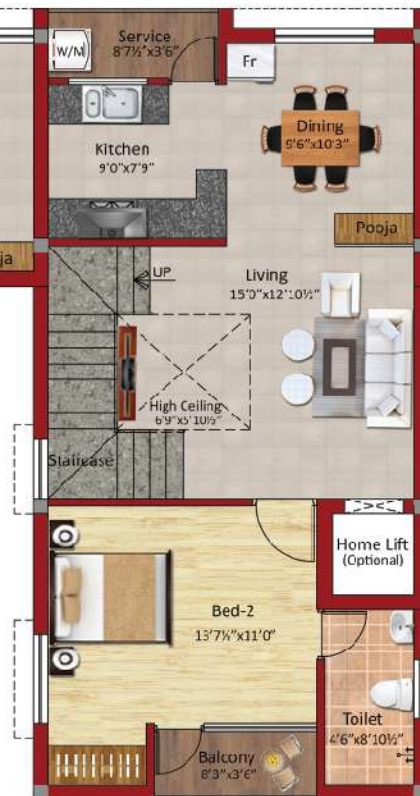 Service
8'7½"x3'6"
W/M
Fr
Kitchen
9'0"x7'9"
Dining
9'6"x10'3"
Pooja
ja
UP
Living
15'0"x12'10½"
High Ceiling
6'9"x5'10½"
Staircase
Home Lift
(Optional)
Bed-2
13'7½"x11'0"
Toilet
4'6"x8'10½"
Balcony
8'3"x3'6"